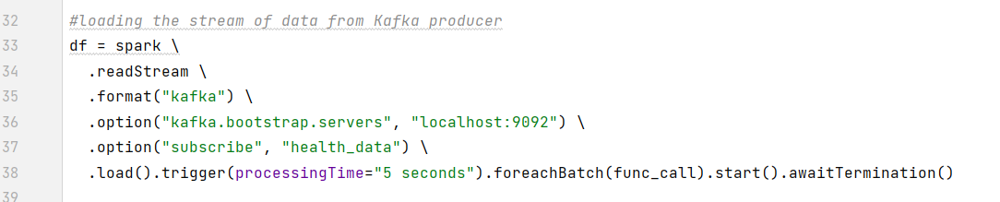 32 #loading the stream of data from Kafka producer
33 df = spark \
34   .readStream \
35   .format("kafka") \
36   .option("kafka.bootstrap.servers", "localhost:9092") \
37   .option("subscribe", "health_data") \
38   .load().trigger(processingTime="5 seconds").foreachBatch(func_call).start().awaitTermination()
39